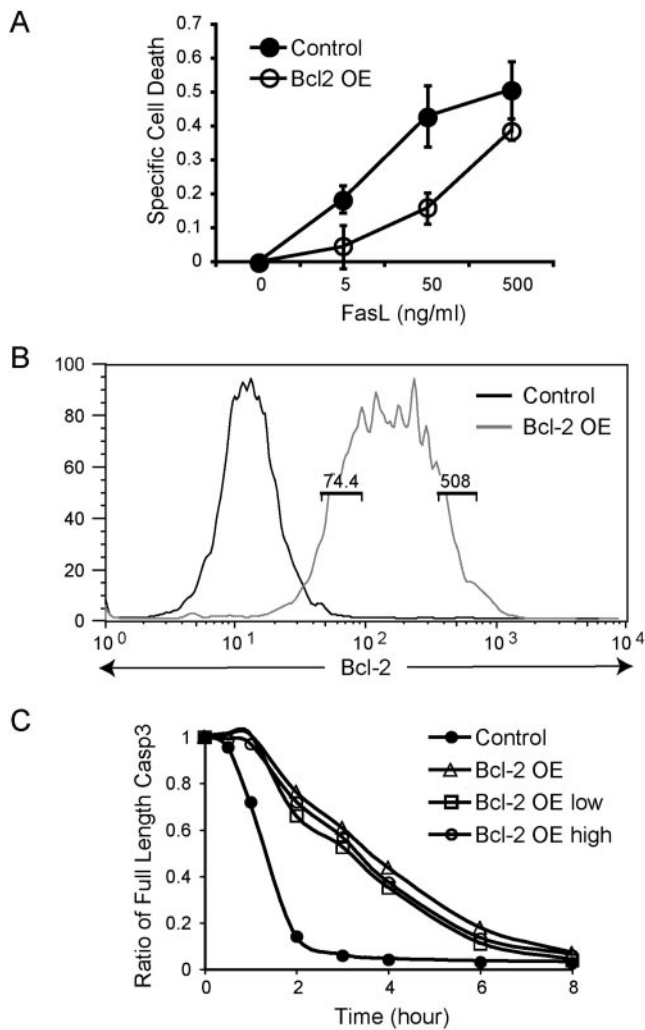 A
0.7
0.6
0.5
0.4
0.3
0.2
0.1
0
Specific Cell Death
Control
Bcl2 OE
0 5 50 500
FasL (ng/ml)
B
100
80
60
40
20
0
Control
Bcl-2 OE
74.4 508
10^0 10^1 10^2 10^3 10^4
Bcl-2
C
1
0.8
0.6
0.4
0.2
0
Ratio of Full Length Casp3
Control
Bcl-2 OE
Bcl-2 OE low
Bcl-2 OE high
0 2 4 6 8
Time (hour)